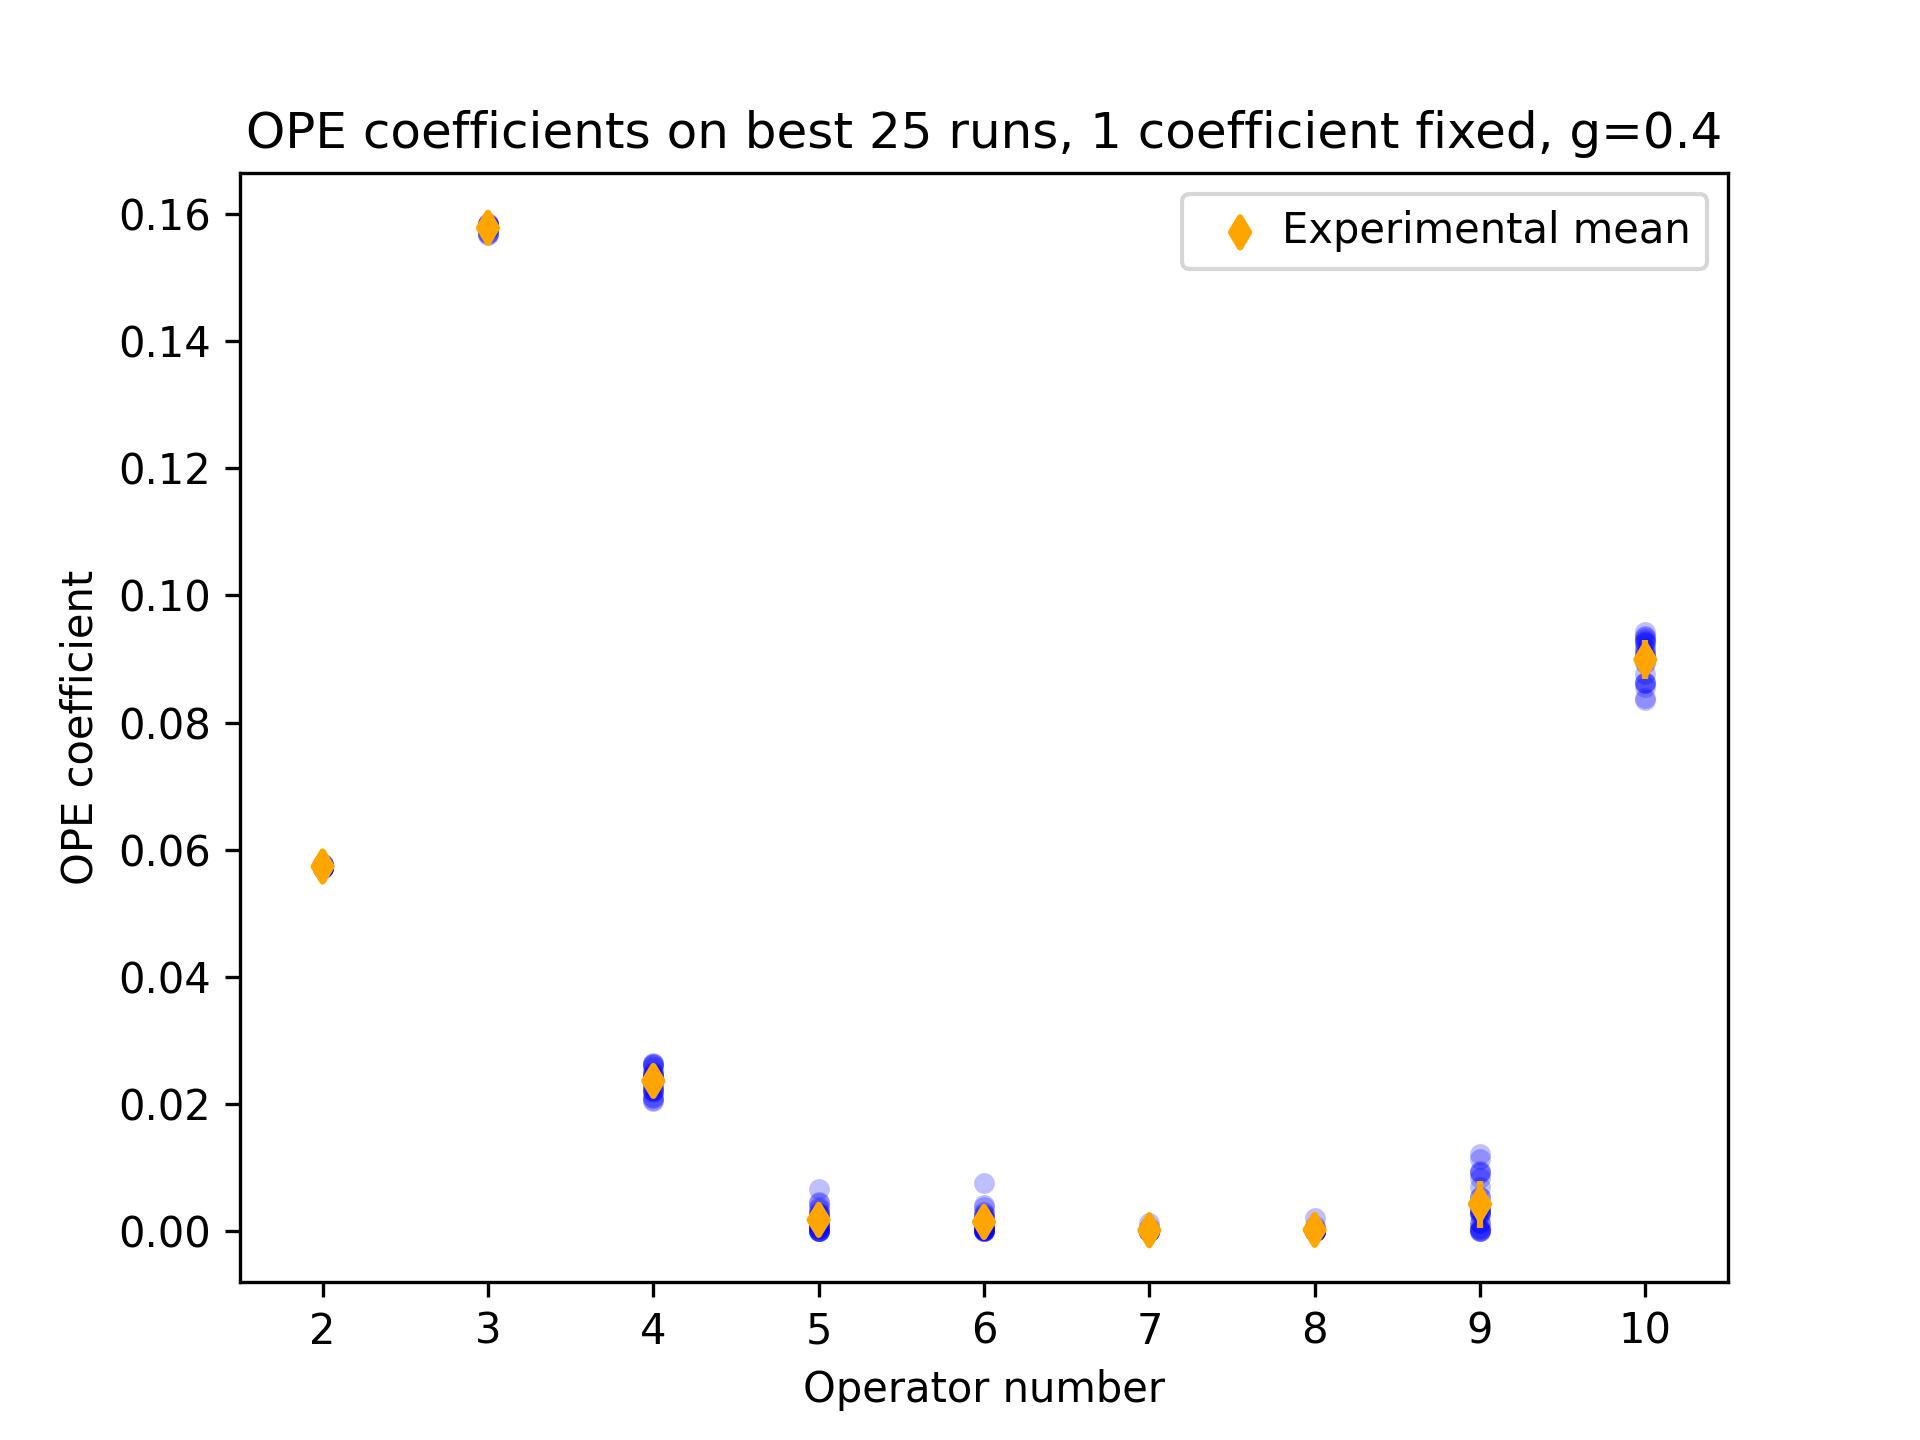 OPE coefficients on best 25 runs, 1 coefficient fixed, g=0.4
Experimental mean
OPE coefficient
0.16
0.14
0.12
0.10
0.08
0.06
0.04
0.02
0.00
2 3 4 5 6 7 8 9 10
Operator number